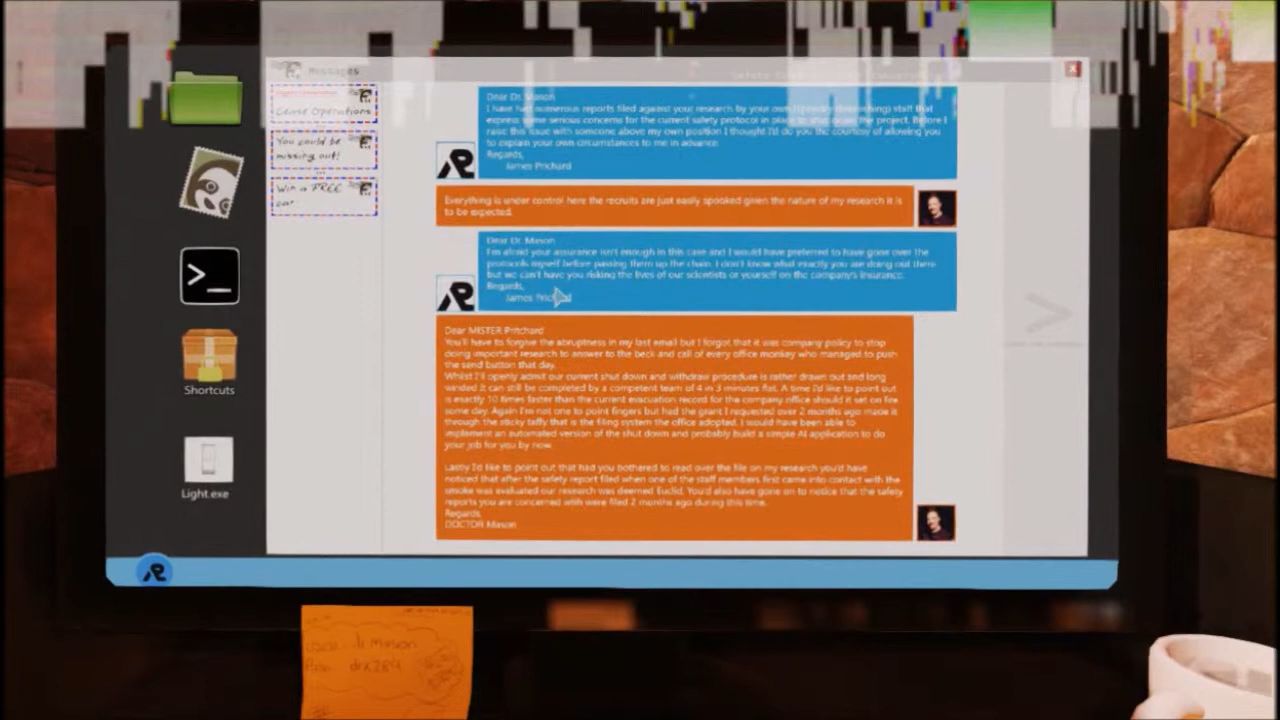 Messages
Cease Operations
You could be
missing out!
Win a FREE
car
Dear Dr. Mason
I have had numerous reports filed against your research by your own staff that
express some serious concerns for the current safety protocol in place to shut down the project. Before I
raise this issue with someone above my own position I thought I'd do you the courtesy of allowing you
to explain your own circumstances to me in advance.
Regards,
James Prichard
Everything is under control here the recruits are just easily spooked given the nature of my research it is
to be expected.
Dear Dr. Mason
I'm afraid your assurance isn't enough in this case and I would have preferred to have gone over the
protocols myself before passing them up the chain. I don't know what exactly you are doing out there
but we can't have you risking the lives of our scientists or yourself on the company's insurance.
Regards,
James Prichard
Dear MISTER Pritchard
You'll have to forgive the abruptness in my last email but I forgot that it was company policy to stop
doing important research to answer to the beck and call of every office monkey who managed to push
the send button that day.
Whilst I'll openly admit our current shut down and withdraw procedure is rather drawn out and long
winded it can still be completed by a competent team of 4 in 3 minutes flat. A time I'd like to point out
is exactly 10 times faster than the current evacuation record for the company office should it set on fire
some day. Again I'm not one to point fingers but had the grant I requested over 2 months ago made it
through the sticky taffy that is the filing system the office adopted, I would have been able to
implement an automated version of the shut down and probably build a simple AI application to do
your job for you by now.
Lastly I'd like to point out that had you bothered to read over the file on my research you'd have
noticed that after the safety report filed when one of the staff members first came into contact with the
smoke was evaluated our research was deemed Euclid. You'd also have gone on to notice that the safety
reports you are concerned with were filed 2 months ago during this time.
Regards,
DOCTOR Mason
Shortcuts
Light.exe